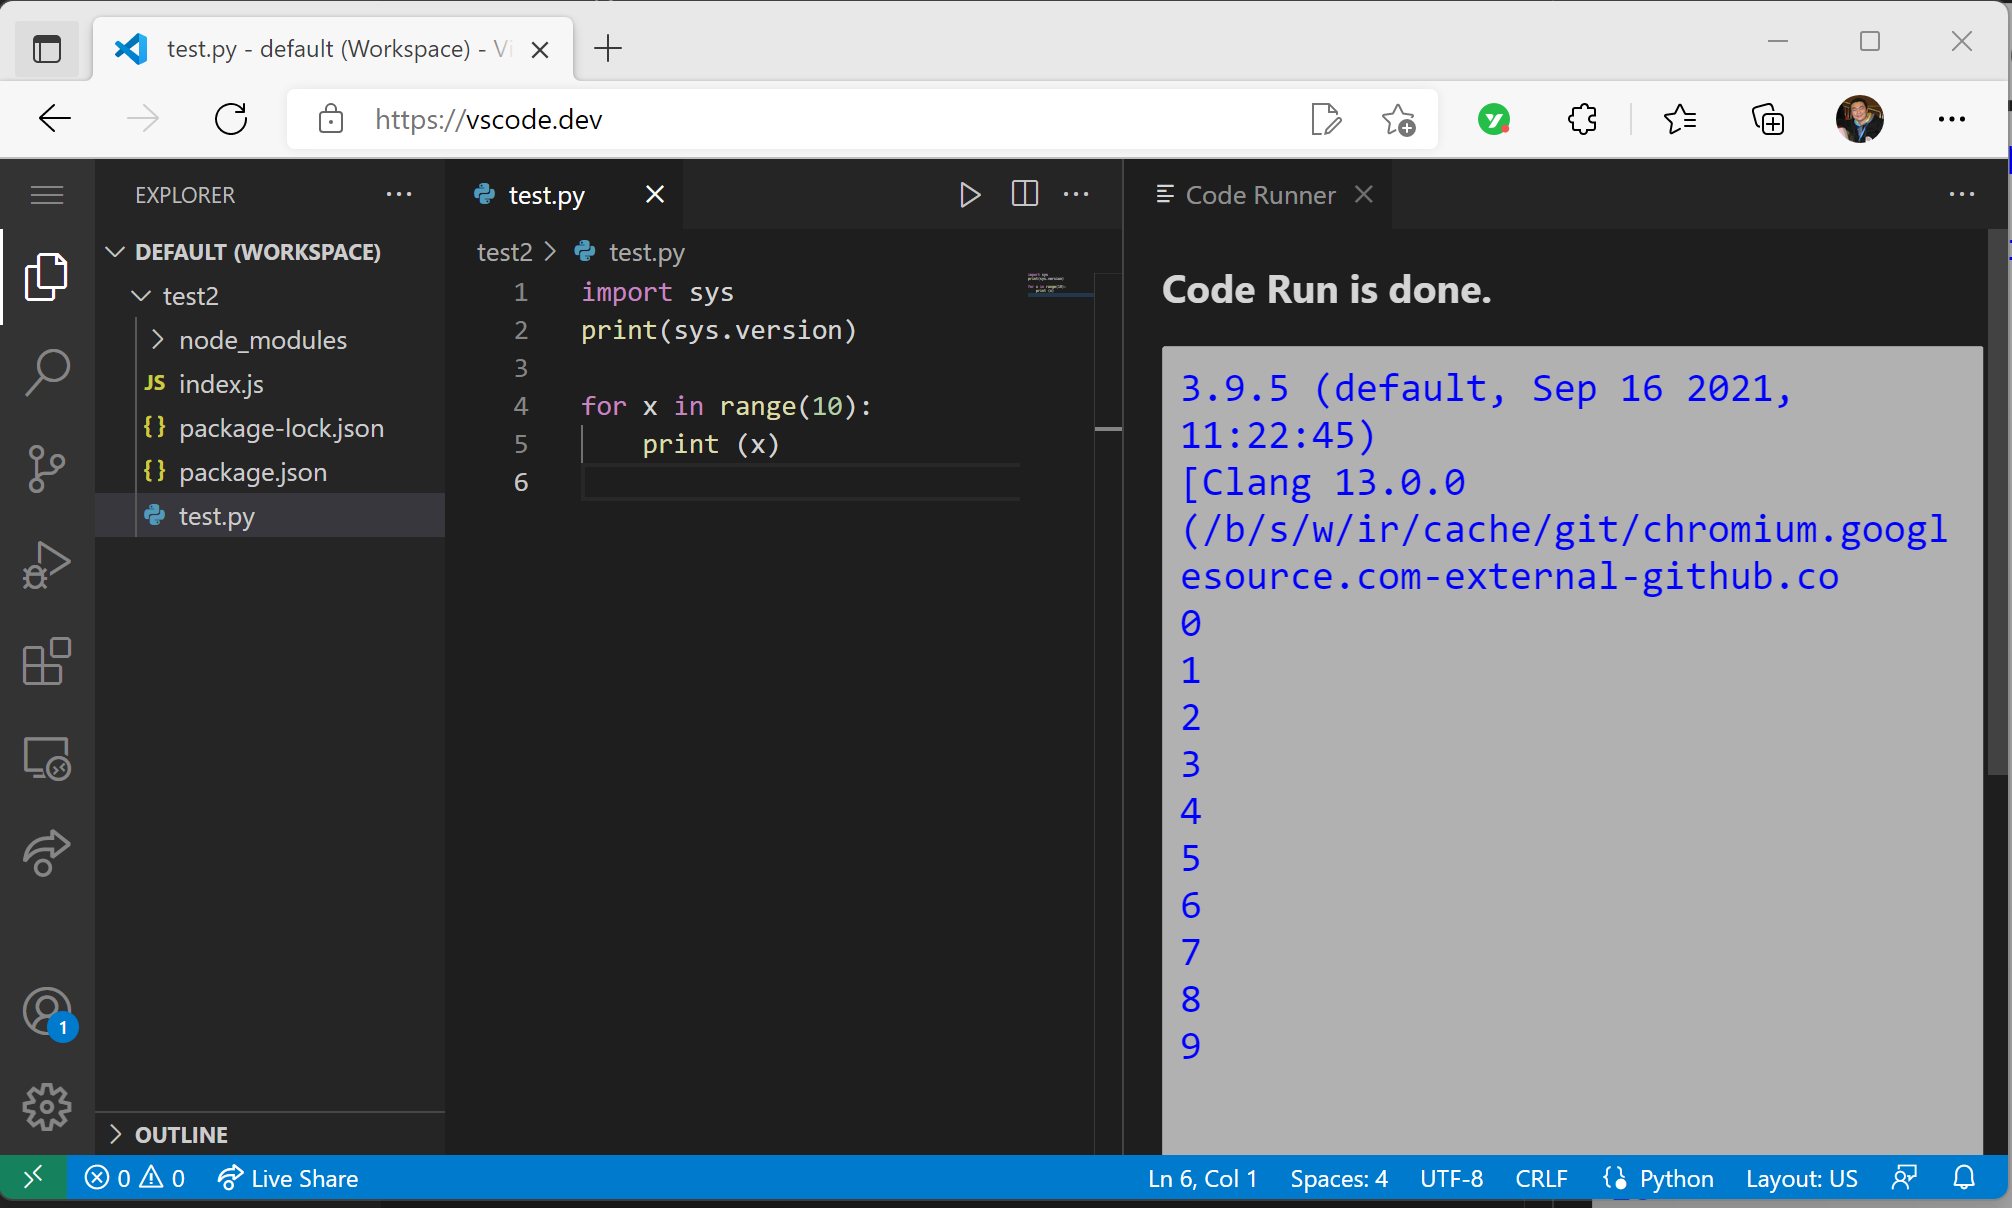 test.py - default (Workspace) - Vi
https://vscode.dev
EXPLORER
DEFAULT (WORKSPACE)
test2
node_modules
JS index.js
{} package-lock.json
{} package.json
test.py
OUTLINE
test.py
test2 > test.py
1 import sys
2 print(sys.version)
3
4 for x in range(10):
5 print (x)
6
Code Runner
Code Run is done.
3.9.5 (default, Sep 16 2021,
11:22:45)
[Clang 13.0.0
(/b/s/w/ir/cache/git/chromium.googl
esource.com-external-github.co
0
1
2
3
4
5
6
7
8
9
1
0 0 Live Share
Ln 6, Col 1 Spaces: 4 UTF-8 CRLF Python Layout: US